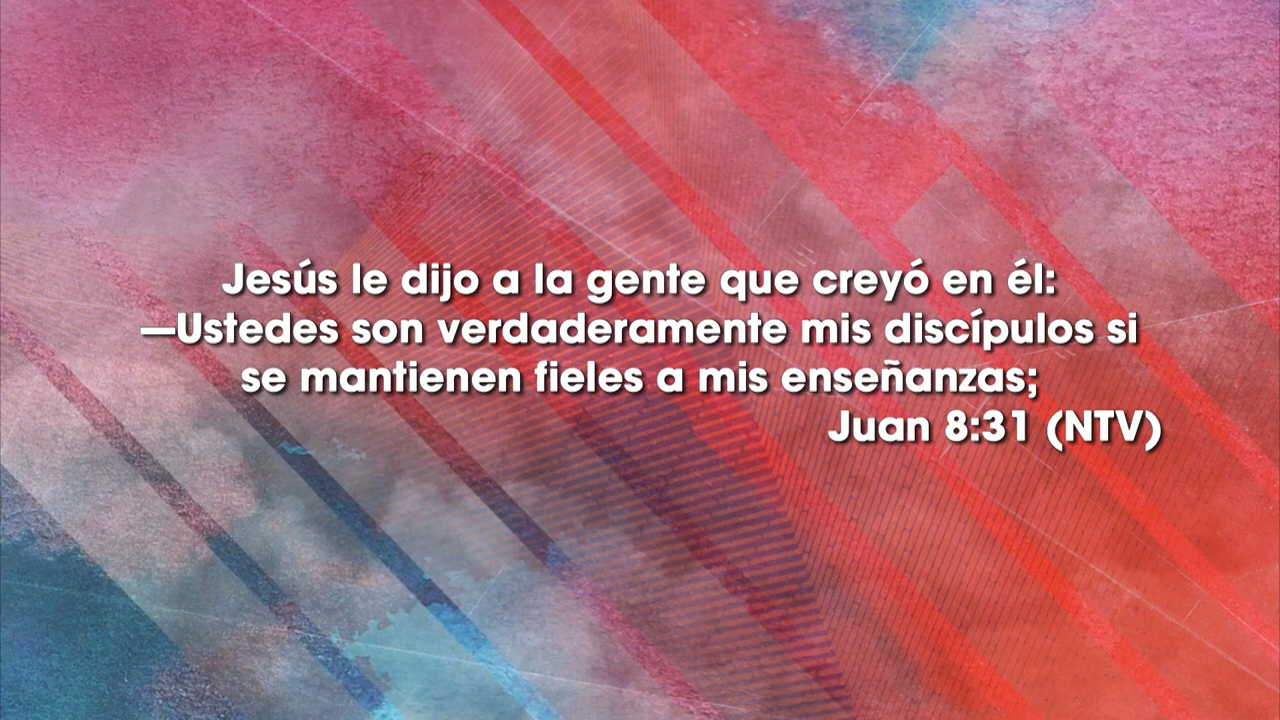 Jesús le dijo a la gente que creyó en él:
—Ustedes son verdaderamente mis discípulos si
se mantienen fieles a mis enseñanzas;
Juan 8:31 (NTV)